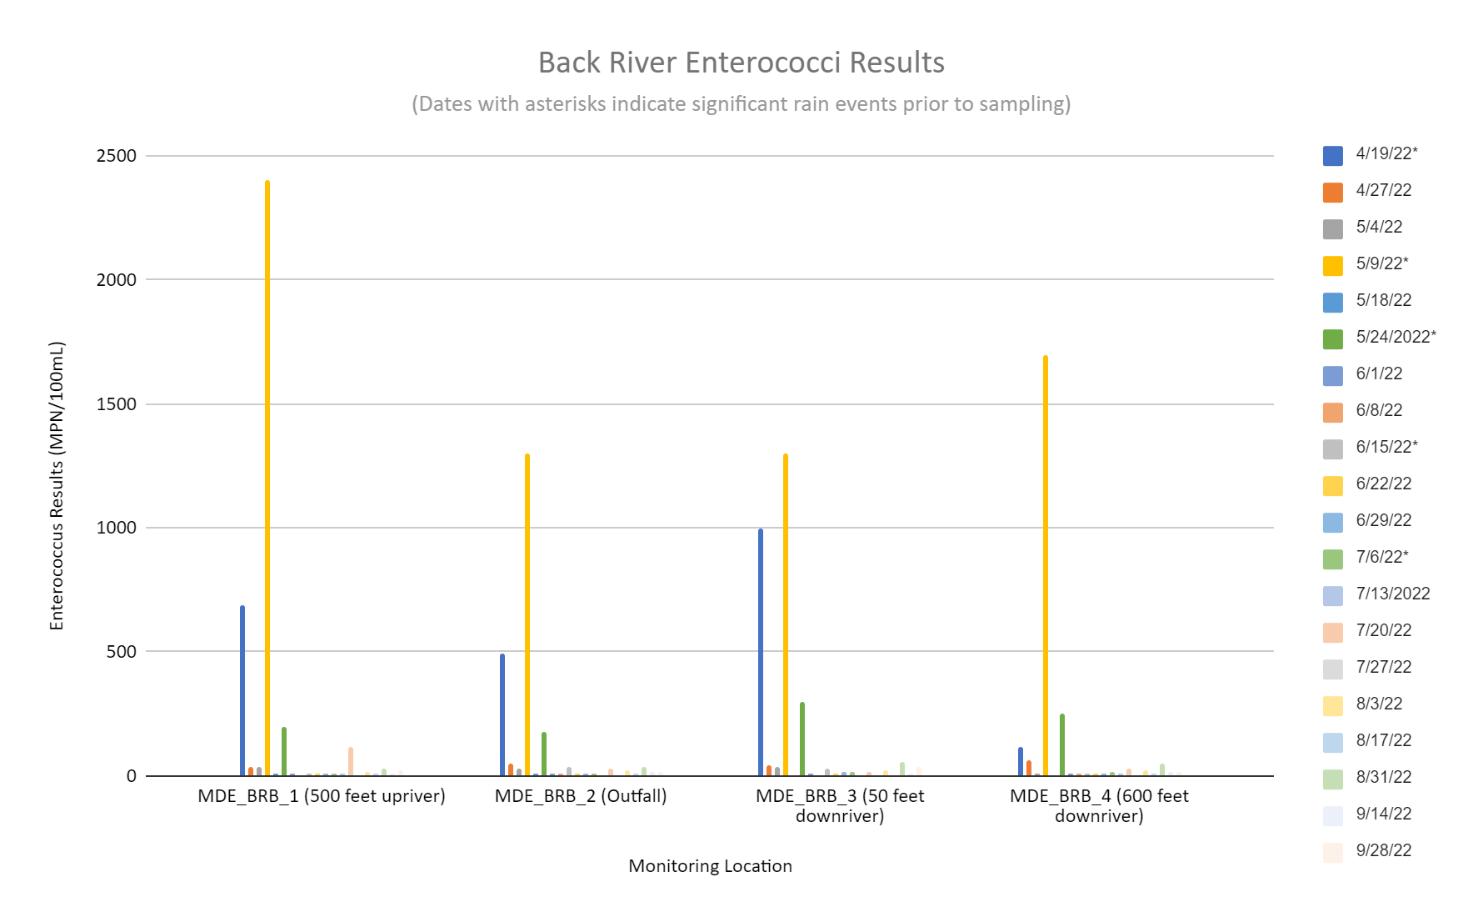 Back River Enterococci Results
(Dates with asterisks indicate significant rain events prior to sampling)
2500
2000
1500
1000
500
0
Enterococcus Results (MPN/100mL)
MDE_BRB_1 (500 feet upriver)
MDE_BRB_2 (Outfall)
MDE_BRB_3 (50 feet
downriver)
MDE_BRB_4 (600 feet
downriver)
Monitoring Location
4/19/22*
4/27/22
5/4/22
5/9/22*
5/18/22
5/24/2022*
6/1/22
6/8/22
6/15/22*
6/22/22
6/29/22
7/6/22*
7/13/2022
7/20/22
7/27/22
8/3/22
8/17/22
8/31/22
9/14/22
9/28/22